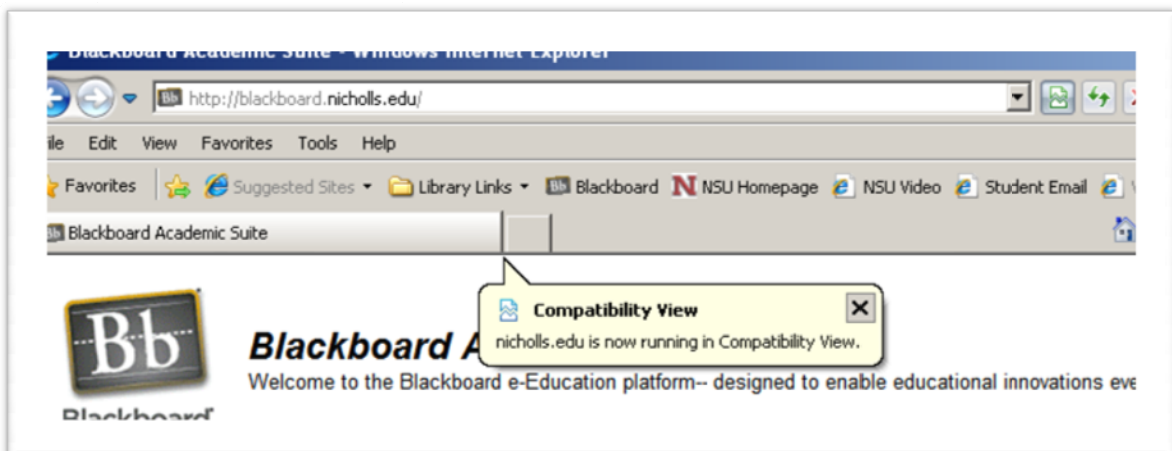 Blackboard Academic Suite - Windows Internet Explorer
http://blackboard.nicholls.edu/
ile Edit View Favorites Tools Help
Favorites Suggested Sites Library Links Blackboard NSU Homepage NSU Video Student Email
Blackboard Academic Suite
Compatibility View
nicholls.edu is now running in Compatibility View.
Bb
Blackboard A
Welcome to the Blackboard e-Education platform-- designed to enable educational innovations eve
Blackboard